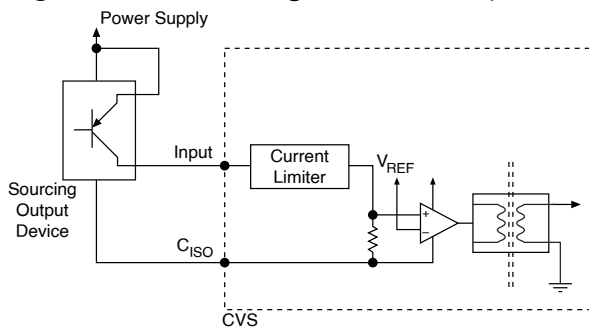 Power Supply
Input
Current
Limiter
VREF
+
−
Sourcing
Output
Device
CISO
CVS